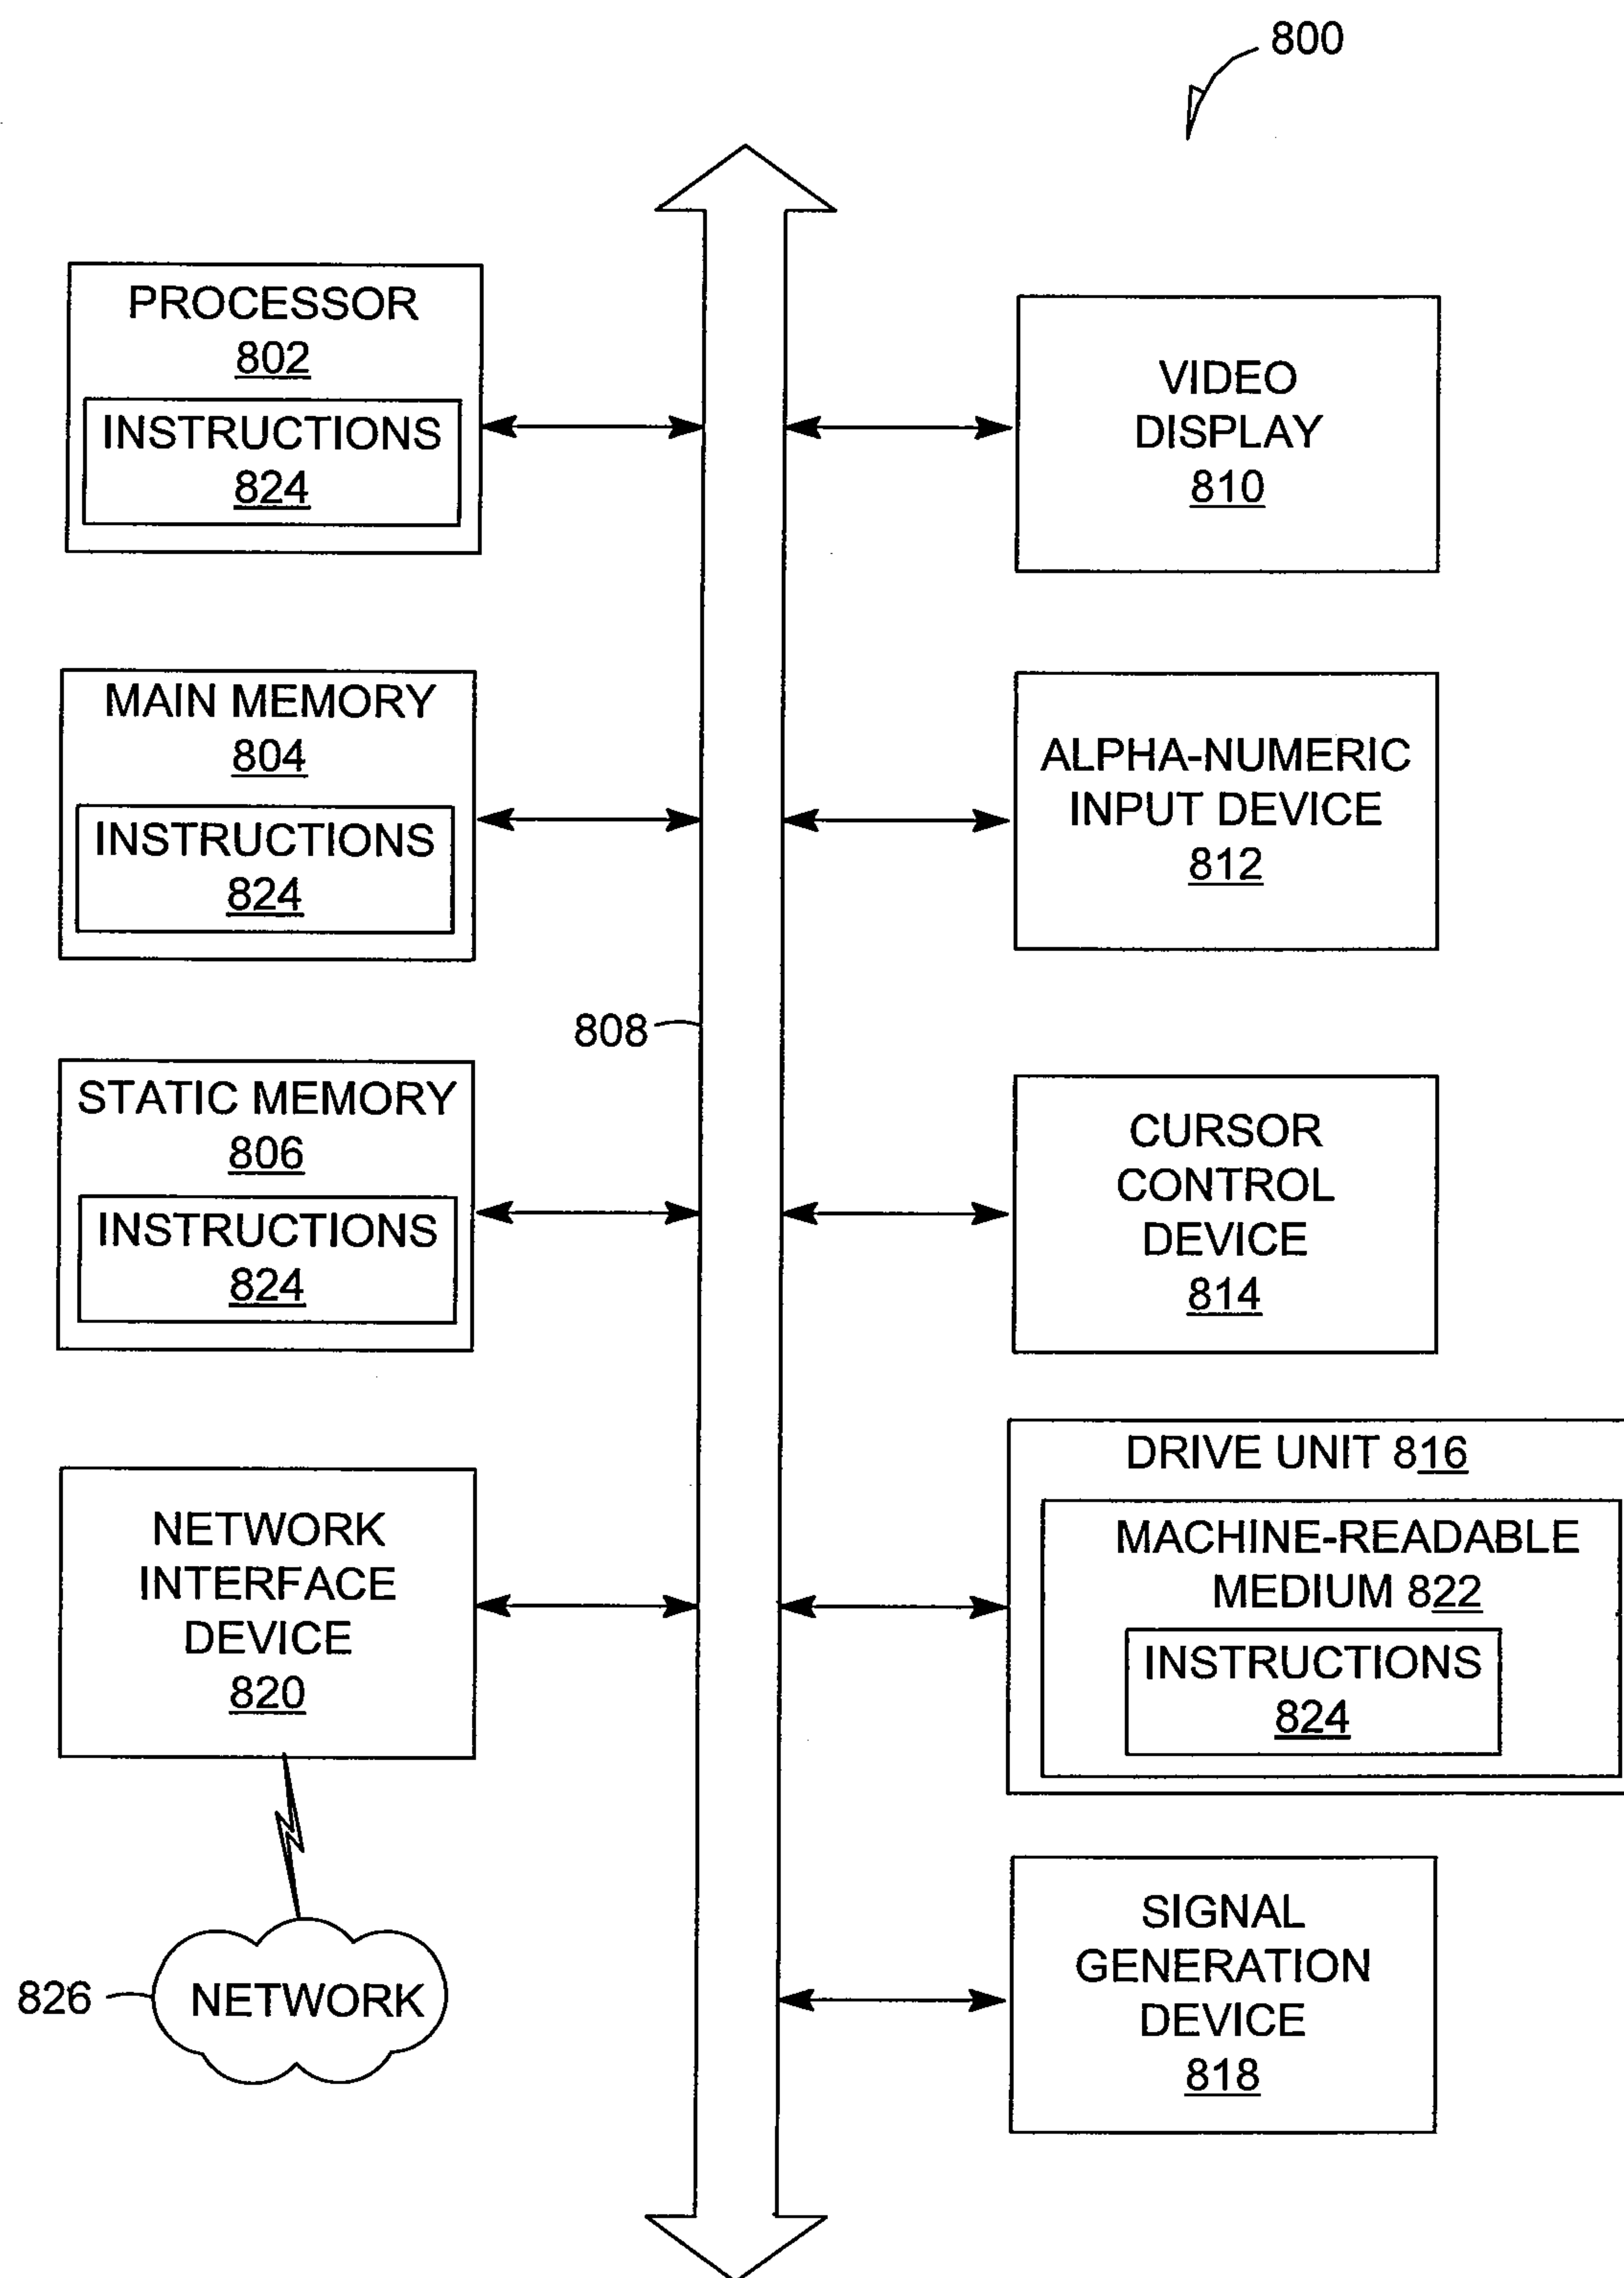 800
PROCESSOR
802
INSTRUCTIONS
824
MAIN MEMORY
804
INSTRUCTIONS
824
808
STATIC MEMORY
806
INSTRUCTIONS
824
NETWORK
INTERFACE
DEVICE
820
826
NETWORK
VIDEO
DISPLAY
810
ALPHA-NUMERIC
INPUT DEVICE
812
CURSOR
CONTROL
DEVICE
814
DRIVE UNIT 816
MACHINE-READABLE
MEDIUM 822
INSTRUCTIONS
824
SIGNAL
GENERATION
DEVICE
818